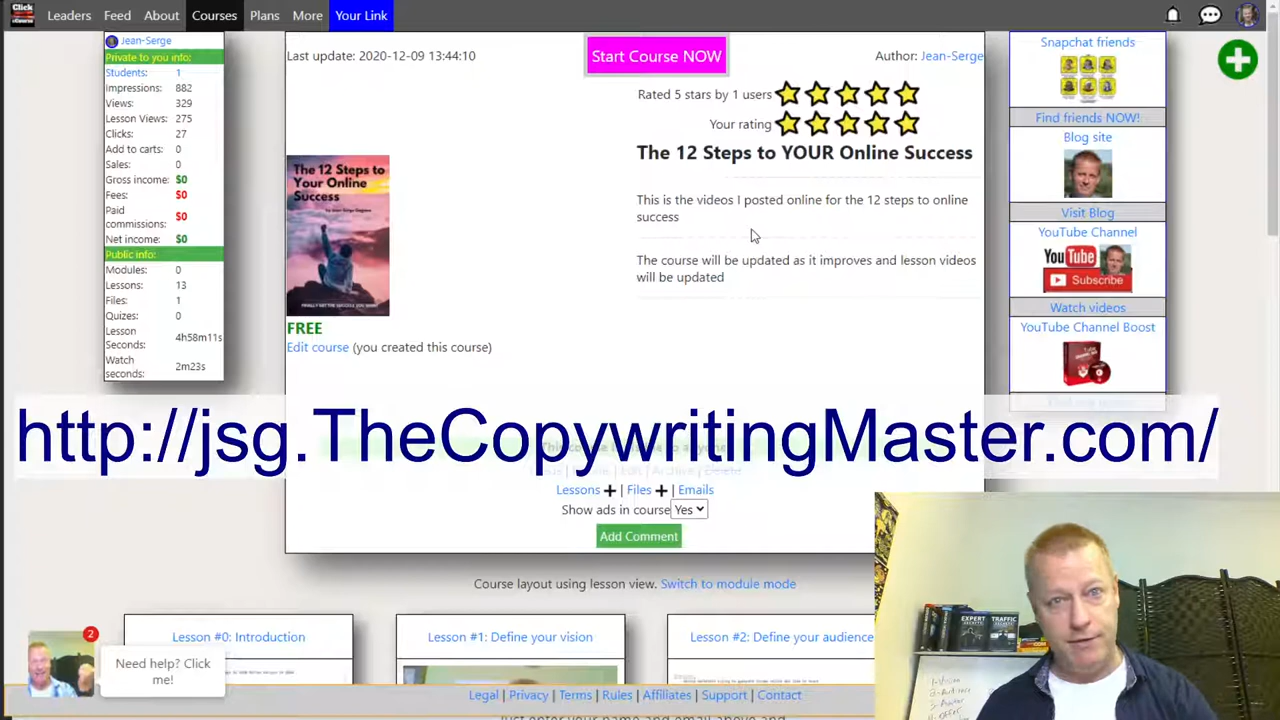 Click
eCourse
Leaders Feed About Courses Plans More Your Link
Jean-Serge
Private to you info:
Students: 1
Impressions: 882
Views: 329
Lesson Views: 275
Clicks: 27
Add to carts: 0
Sales: 0
Gross income: $0
Fees: $0
Paid commissions: $0
Net income: $0
Public info:
Modules: 0
Lessons: 13
Files: 1
Quizes: 0
Lesson Seconds: 4h58m11s
Watch seconds: 2m23s
Last update: 2020-12-09 13:44:10
Start Course NOW
Author: Jean-Serge
Rated 5 stars by 1 users
Your rating
The 12 Steps to YOUR Online Success
This is the videos I posted online for the 12 steps to online
success
The course will be updated as it improves and lesson videos
will be updated
The 12 Steps to
Your Online
Success
FREE
Edit course (you created this course)
Snapchat friends
Find friends NOW!
Blog site
Visit Blog
YouTube Channel
YouTube
Subscribe
Watch videos
YouTube Channel Boost
http://jsg.TheCopywritingMaster.com/
Lessons + | Files + | Emails
Show ads in course Yes
Add Comment
Course layout using lesson view. Switch to module mode
Lesson #0: Introduction
Lesson #1: Define your vision
Lesson #2: Define your audience
2
Need help? Click
me!
Legal | Privacy | Terms | Rules | Affiliates | Support | Contact
EXPERT
SECRETS
TRAFFIC
SECRETS